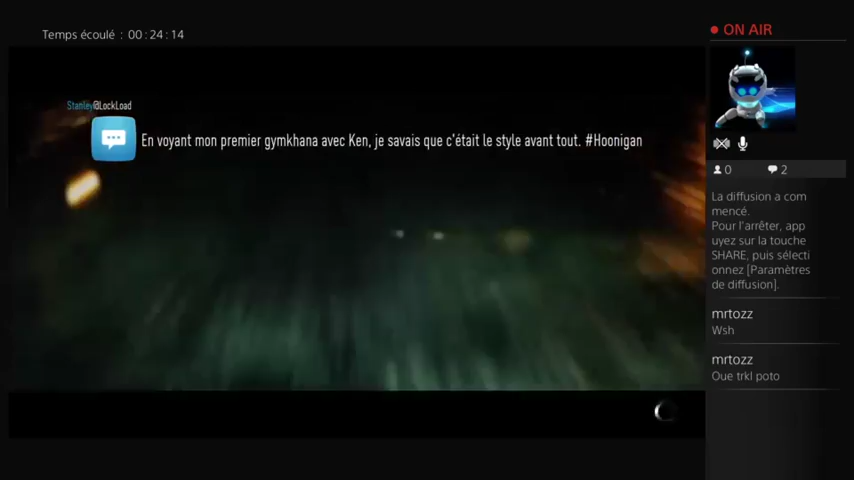 Temps écoulé : 00:24:14
ON AIR
Stanley@LockLoad
En voyant mon premier gymkhana avec Ken, je savais que c'était le style avant tout. #Hoonigan
0 2
La diffusion a com
mencé.
Pour l'arrêter, app
uyez sur la touche
SHARE, puis sélecti
onnez [Paramètres
de diffusion].
mrtozz
Wsh
mrtozz
Oue trkl poto